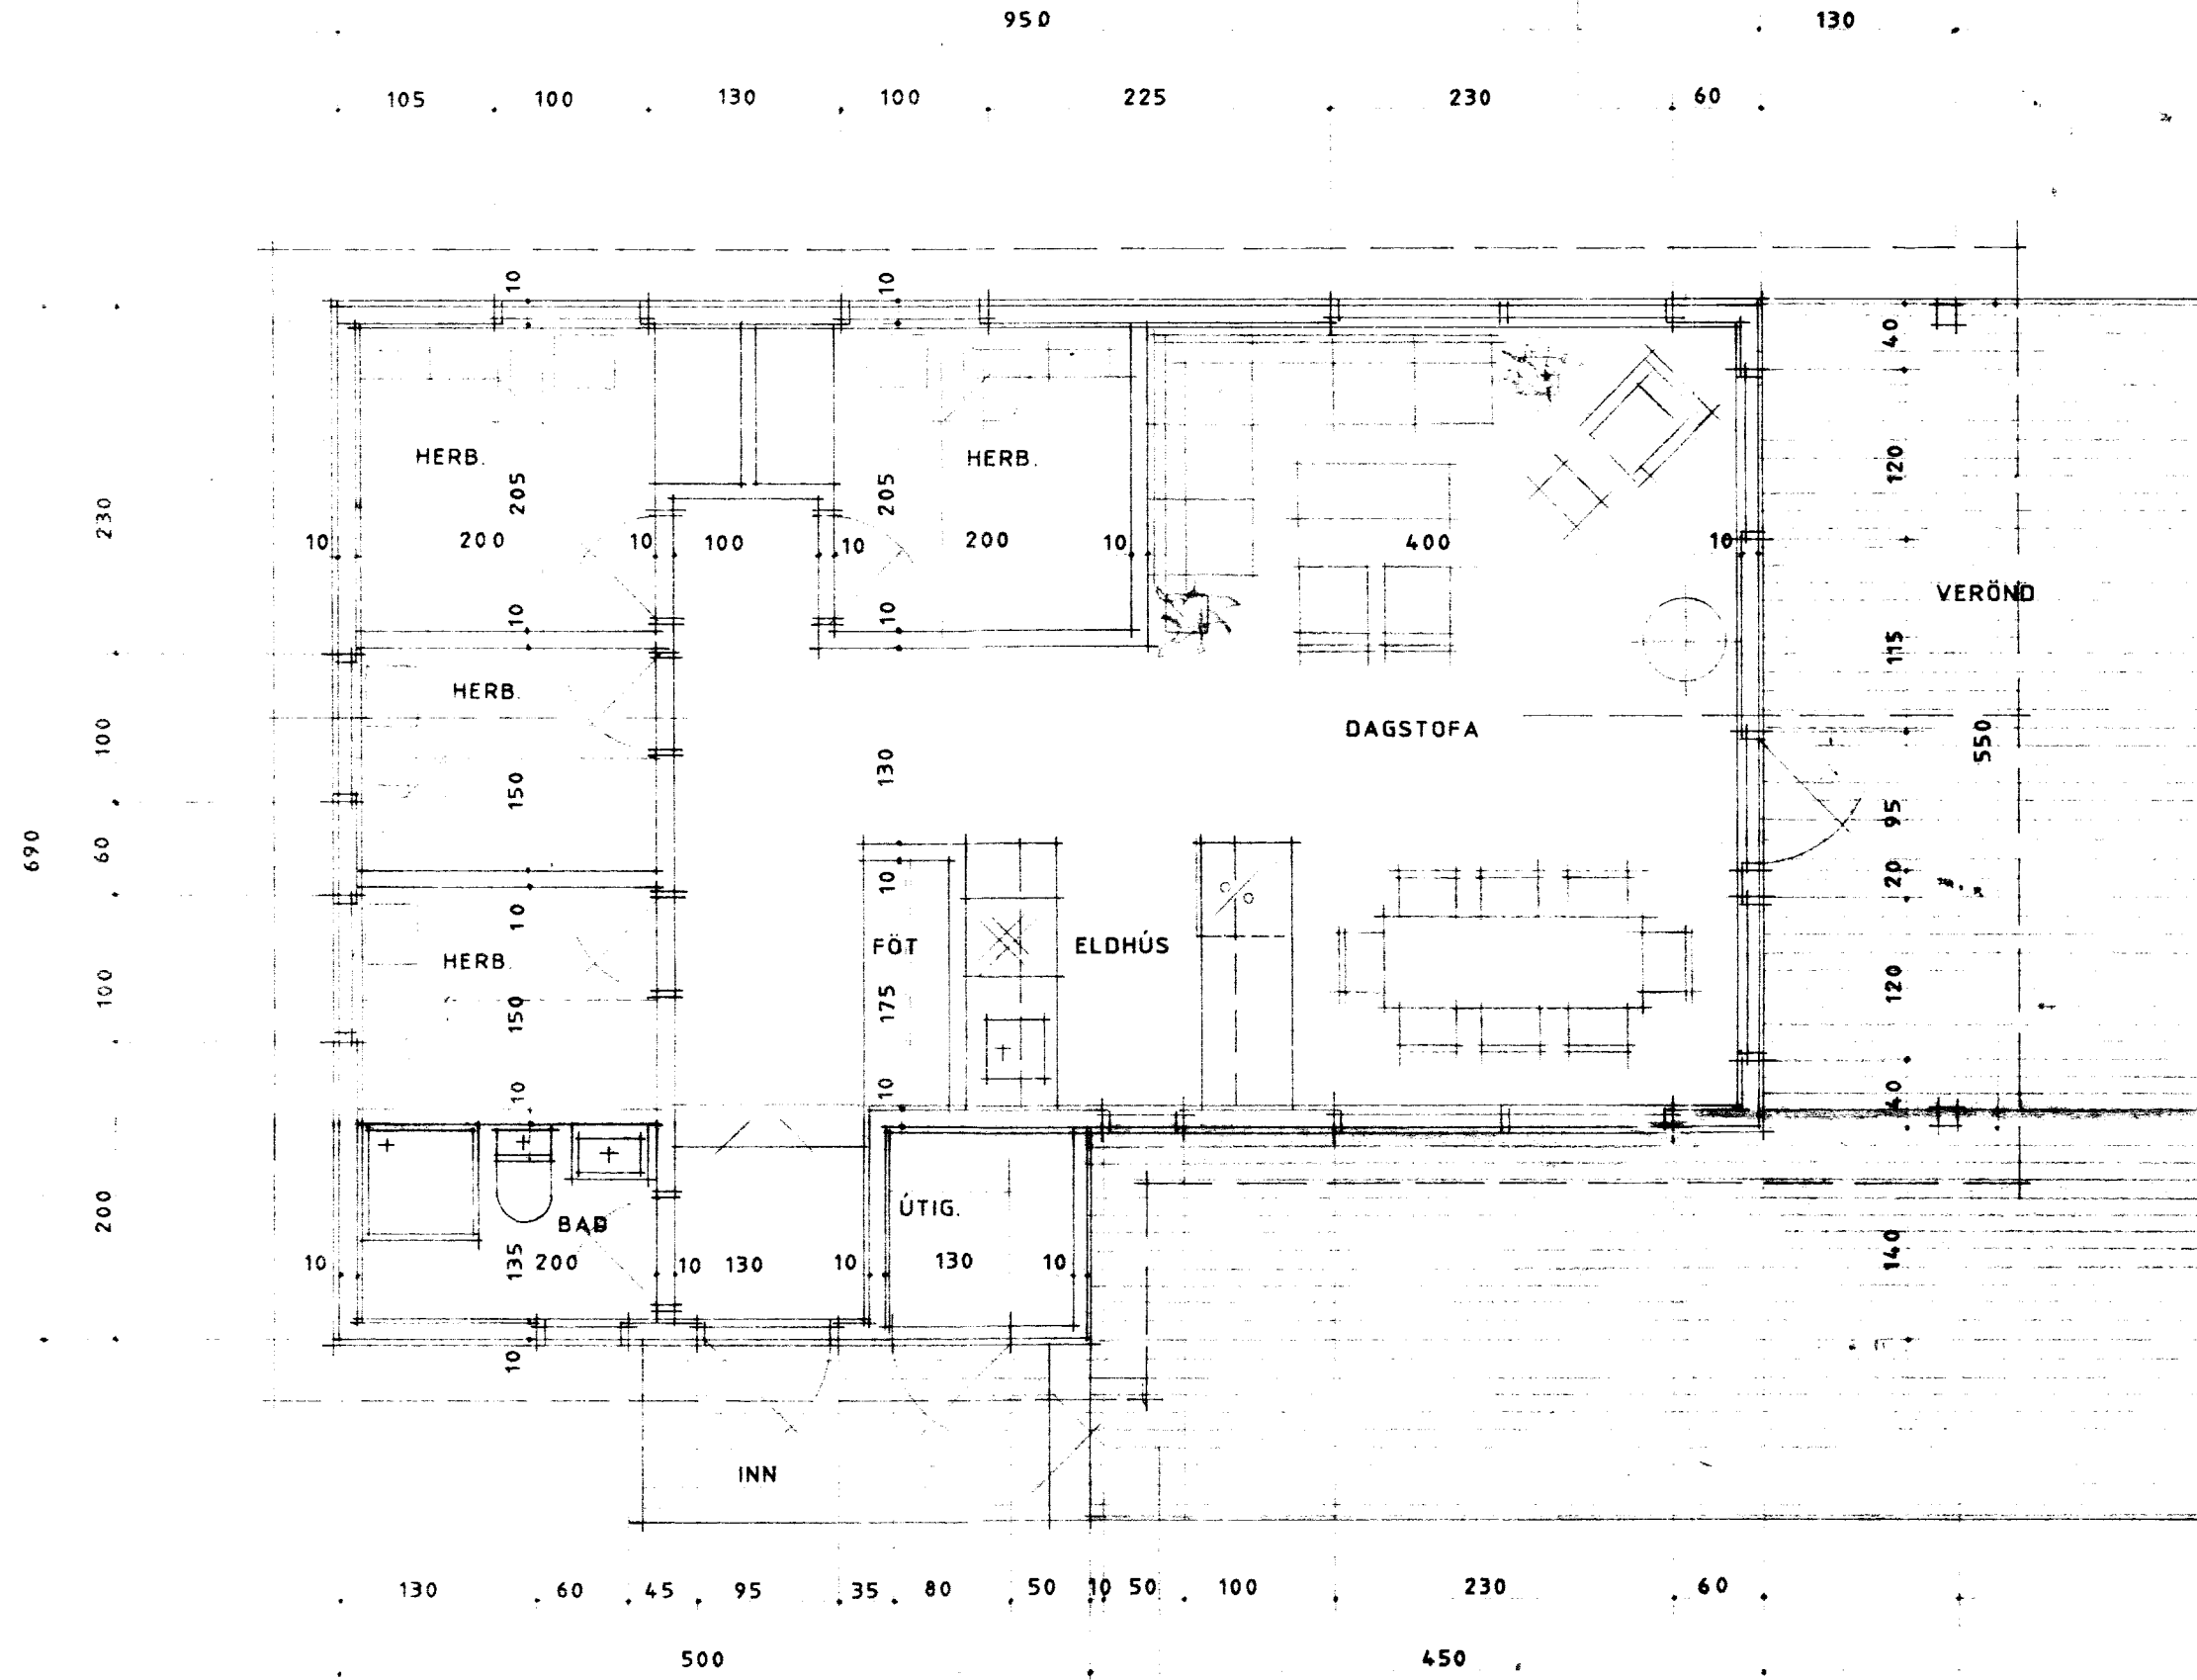 950 130
105 100 130 100 225 230 60
10 10
40
HERB. HERB.
120
205 205
230
10 200 10 100 10 200 10 400 10
VERÖND
10 10
115
HERB.
DAGSTOFA
100 550
130
150
95
690 60
10 20
10
FÖT ELDHÚS
HERB.
100 120
150 175
10 10 40
200
ÚTIG.
BAÐ
140
10 135 200 10 130 10 130 10
10
INN
130 60 45 95 35 80 50 10 50 100 230 60
500 450